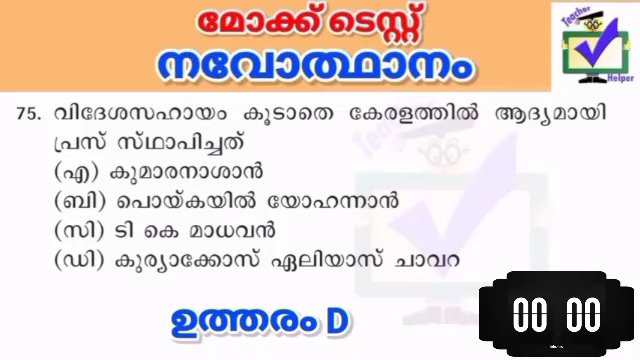 മോക്ക് ടെസ്റ്റ്
നവോത്ഥാനം
Teacher
Helper
75. വിദേശസഹായം കൂടാതെ കേരളത്തിൽ ആദ്യമായി
പ്രസ് സ്ഥാപിച്ചത്
(എ) കുമാരനാശാൻ
(ബി) പൊയ്കയിൽ യോഹന്നാൻ
(സി) ടി കെ മാധവൻ
(ഡി) കുര്യാക്കോസ് ഏലിയാസ് ചാവറ
ഉത്തരം D
00 00